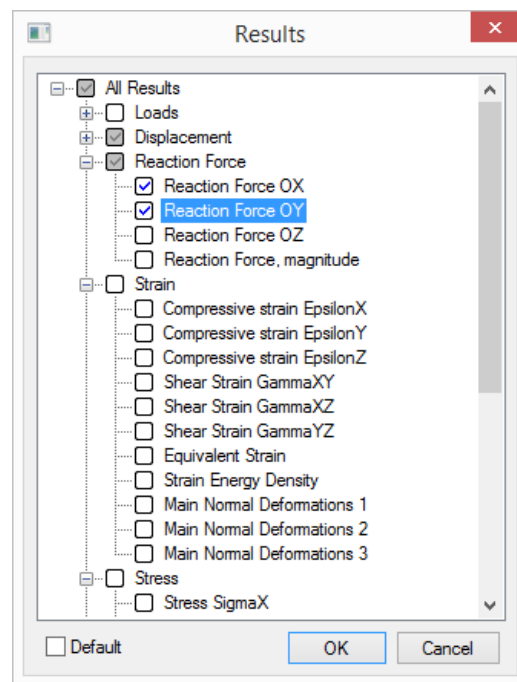 Results
All Results
Loads
Displacement
Reaction Force
Reaction Force OX
Reaction Force OY
Reaction Force OZ
Reaction Force, magnitude
Strain
Compressive strain EpsilonX
Compressive strain EpsilonY
Compressive strain EpsilonZ
Shear Strain GammaXY
Shear Strain GammaXZ
Shear Strain GammaYZ
Equivalent Strain
Strain Energy Density
Main Normal Deformations 1
Main Normal Deformations 2
Main Normal Deformations 3
Stress
Stress SigmaX
Default OK Cancel